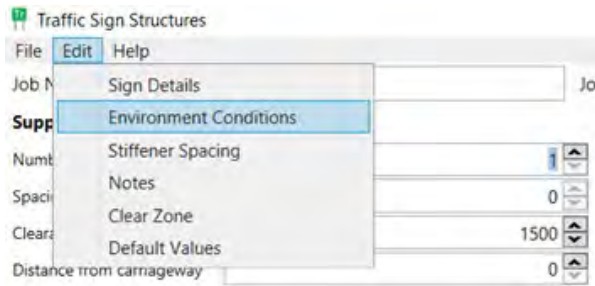 Traffic Sign Structures
File Edit Help
Job N Jo
Sign Details
Environment Conditions
Supp
Stiffener Spacing
Numb 1
Notes
Spaci 0
Clear Zone
Cleara 1500
Default Values
Distance from carriageway 0